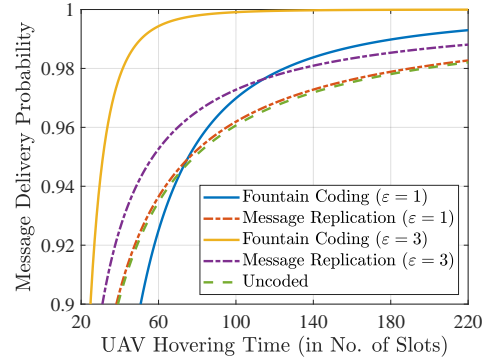 Message Delivery Probability
1
0.98
0.96
0.94
0.92
0.9
Fountain Coding (ε = 1)
Message Replication (ε = 1)
Fountain Coding (ε = 3)
Message Replication (ε = 3)
Uncoded
20 60 100 140 180 220
UAV Hovering Time (in No. of Slots)